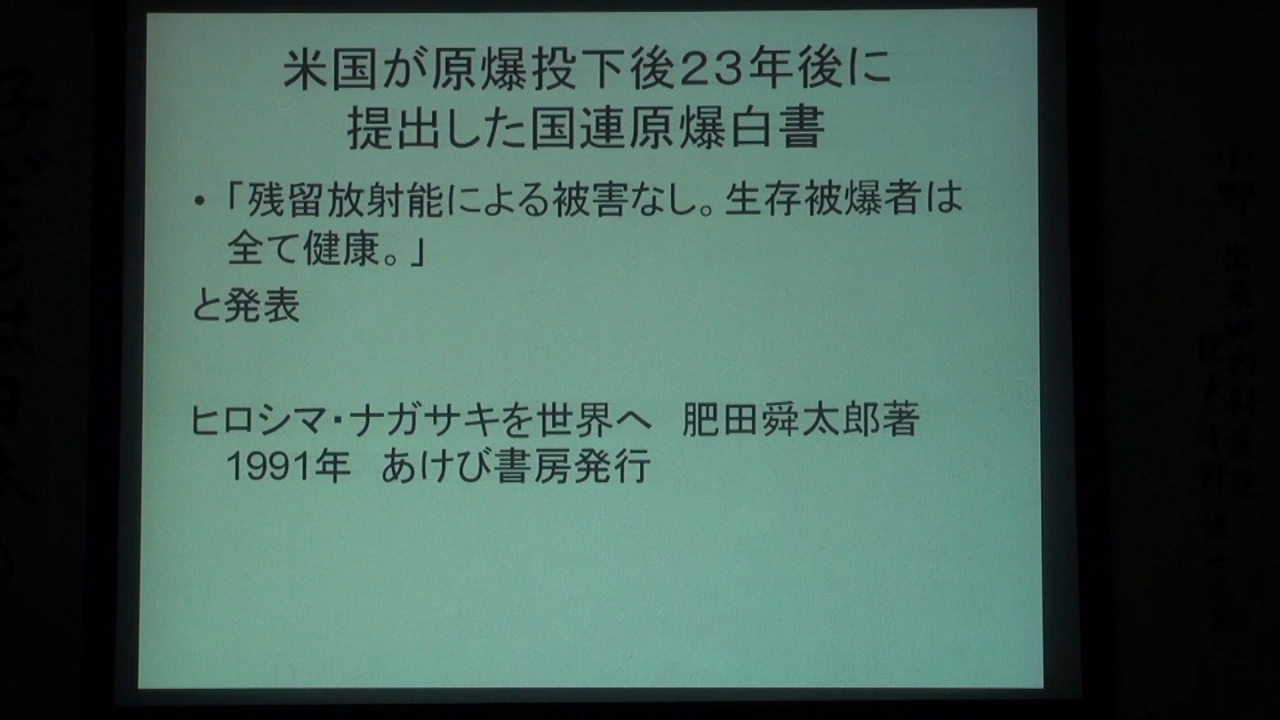 米国が原爆投下後２３年後に
提出した国連原爆白書
・「残留放射能による被害なし。生存被爆者は
全て健康。」
と発表
ヒロシマ・ナガサキを世界へ　肥田舜太郎著
1991年　あけび書房発行